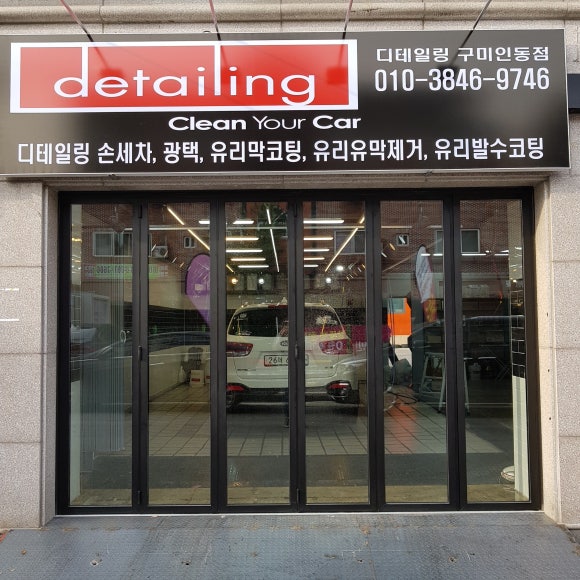 detailing
디테일링 구미인동점
010-3846-9746
Clean Your Car
디테일링 손세차, 광택, 유리막코팅, 유리유막제거, 유리발수코팅